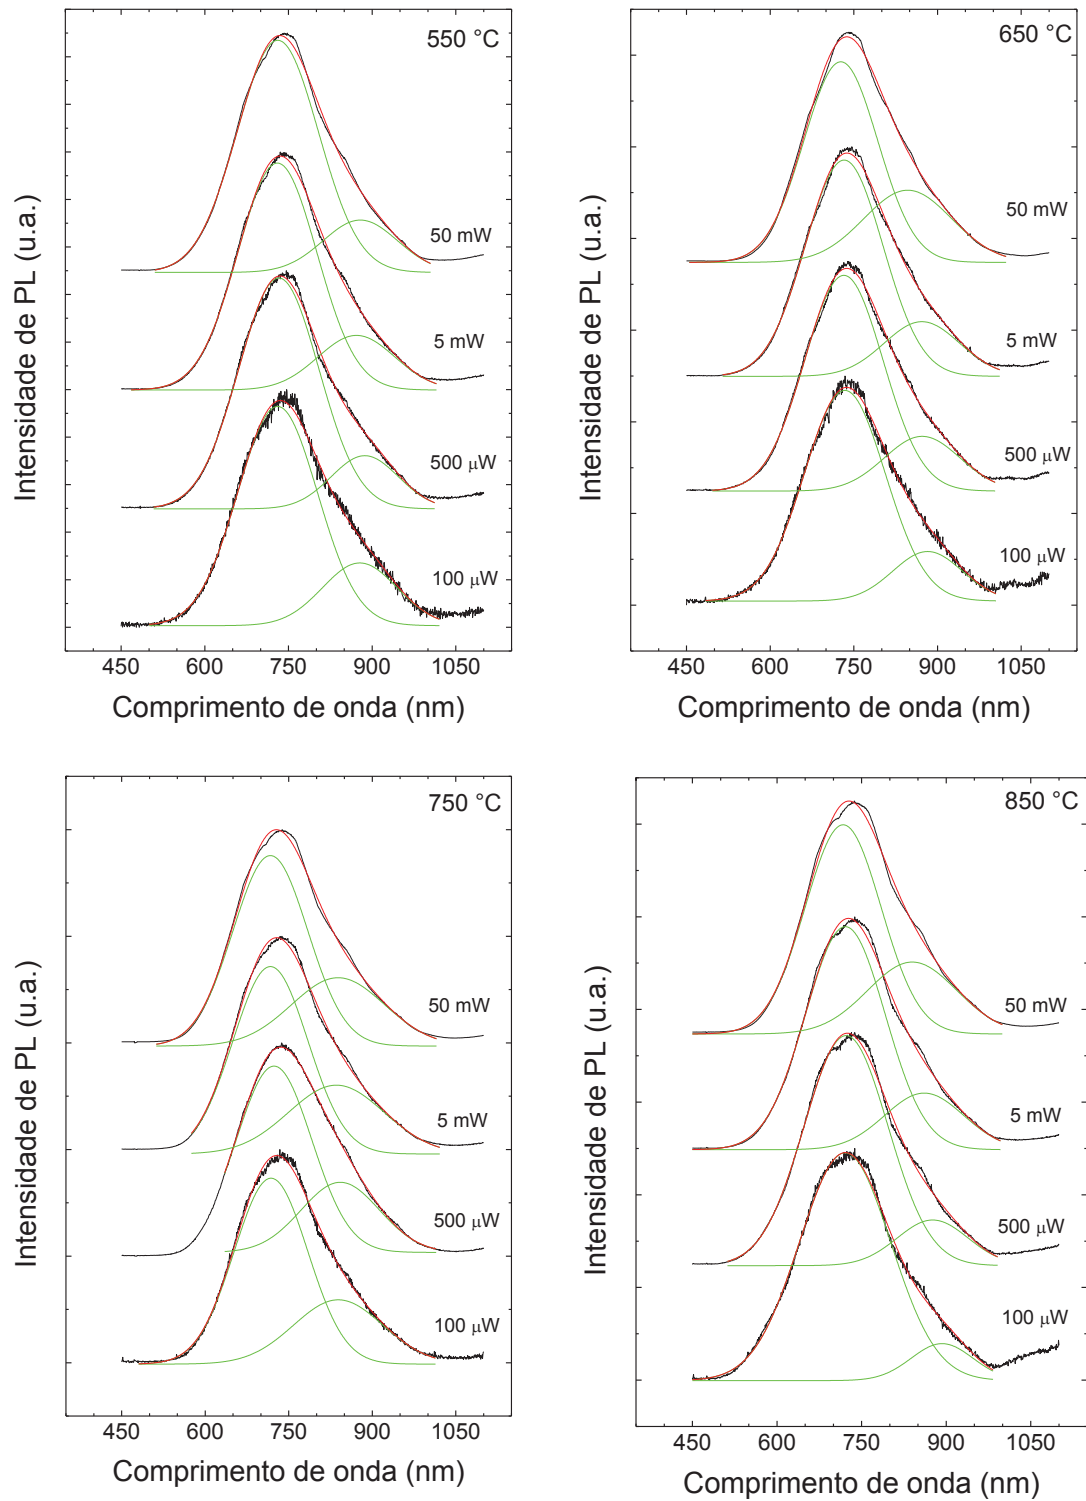 550 °C
50 mW
5 mW
500 μW
100 μW
Intensidade de PL (u.a.)
450 600 750 900 1050
Comprimento de onda (nm)
650 °C
50 mW
5 mW
500 μW
100 μW
Intensidade de PL (u.a.)
450 600 750 900 1050
Comprimento de onda (nm)
750 °C
50 mW
5 mW
500 μW
100 μW
Intensidade de PL (u.a.)
450 600 750 900 1050
Comprimento de onda (nm)
850 °C
50 mW
5 mW
500 μW
100 μW
Intensidade de PL (u.a.)
450 600 750 900 1050
Comprimento de onda (nm)